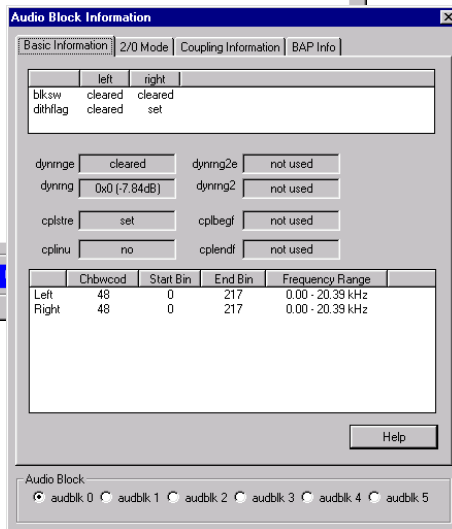 Audio Block Information
Basic Information 2/0 Mode Coupling Information BAP Info
left right
blksw cleared cleared
dithflag cleared set
dynrnge cleared dynrng2e not used
dynrng 0x0 (-7.84dB) dynrng2 not used
cplstre set cplbegf not used
cplinu no cplendf not used
Chbwcod Start Bin End Bin Frequency Range
Left 48 0 217 0.00 - 20.39 kHz
Right 48 0 217 0.00 - 20.39 kHz
Help
Audio Block
audblk 0 audblk 1 audblk 2 audblk 3 audblk 4 audblk 5